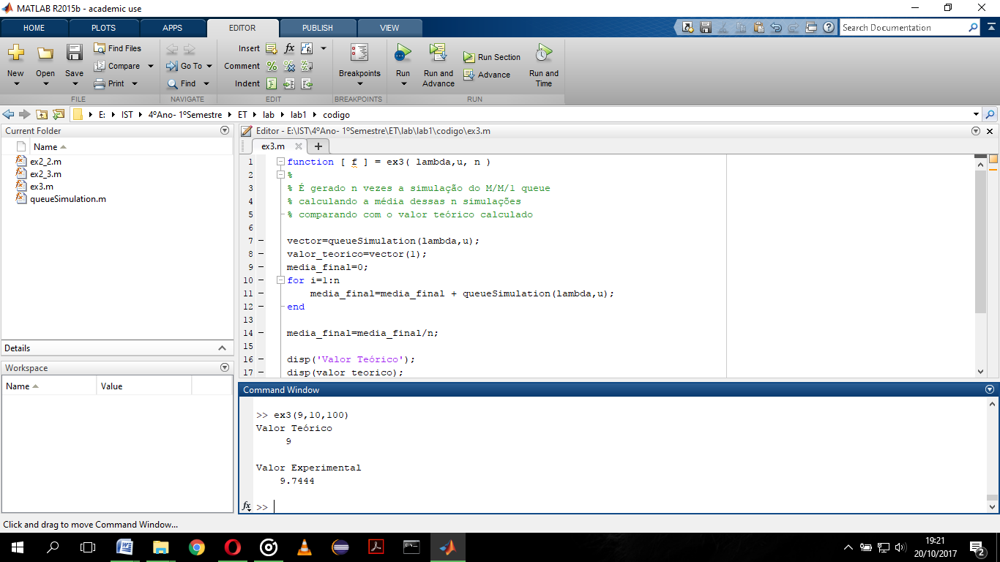 MATLAB R2015b - academic use
HOME PLOTS APPS EDITOR PUBLISH VIEW
Search Documentation
New Open Save
Find Files
Compare
Print
Go To
Find
Insert
Comment
Indent
fx
Breakpoints
Run
Run and Advance
Run Section
Advance
Run and Time
FILE NAVIGATE EDIT BREAKPOINTS RUN
E: IST 4ºAno- 1ºSemestre ET lab lab1 codigo
Current Folder
Name
ex2_2.m
ex2_3.m
ex3.m
queueSimulation.m
Details
Workspace
Name Value
Editor - E:\IST\4ºAno- 1ºSemestre\ET\lab\lab1\codigo\ex3.m
ex3.m
1 function [ f ] = ex3( lambda,u, n )
2 %
3 % É gerado n vezes a simulação do M/M/1 queue
4 % calculando a média dessas n simulações
5 % comparando com o valor teórico calculado
6
7 vector=queueSimulation(lambda,u);
8 valor_teorico=vector(1);
9 media_final=0;
10 for i=1:n
11 media_final=media_final + queueSimulation(lambda,u);
12 end
13
14 media_final=media_final/n;
15
16 disp('Valor Teórico');
17 disp(valor_teorico);
Command Window
>> ex3(9,10,100)
Valor Teórico
9
Valor Experimental
9.7444
fx >>
Click and drag to move Command Window...
19:21
20/10/2017
2